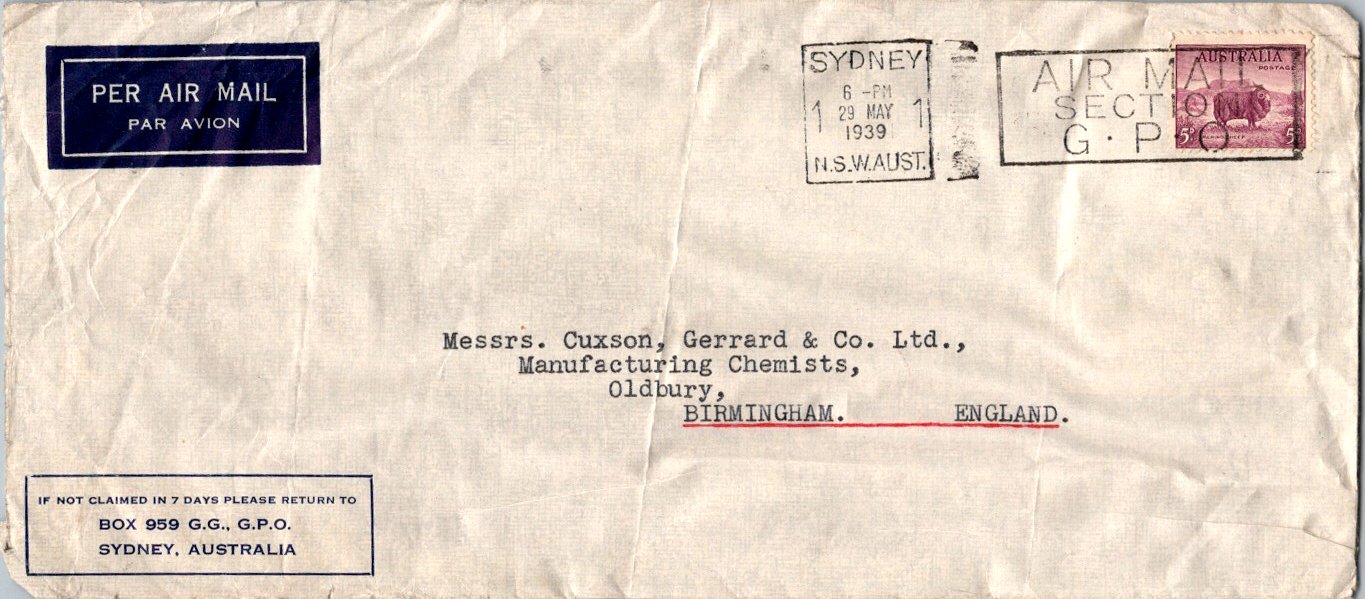 PER AIR MAIL
PAR AVION
SYDNEY
6 -PM
1 29 MAY 1
1939
N.S.W. AUST.
AIR MAIL
SECTION
G·P·O
AUSTRALIA
POSTAGE
5D 5D
Messrs. Cuxson, Gerrard & Co. Ltd.,
Manufacturing Chemists,
Oldbury,
BIRMINGHAM. ENGLAND.
IF NOT CLAIMED IN 7 DAYS PLEASE RETURN TO
BOX 959 G.G., G.P.O.
SYDNEY, AUSTRALIA